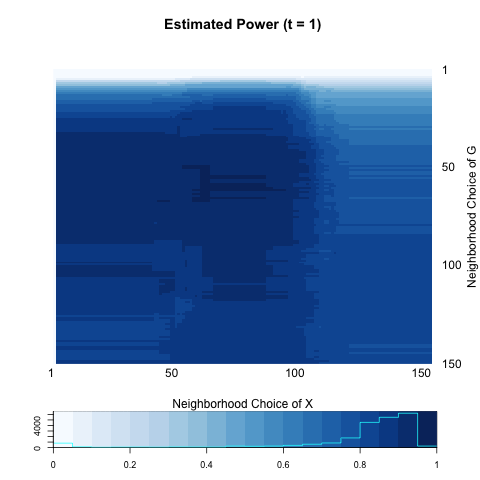 Estimated Power (t = 1)
1
50
100
150
Neighborhood Choice of G
1 50 100 150
Neighborhood Choice of X
0 4000
0 0.2 0.4 0.6 0.8 1